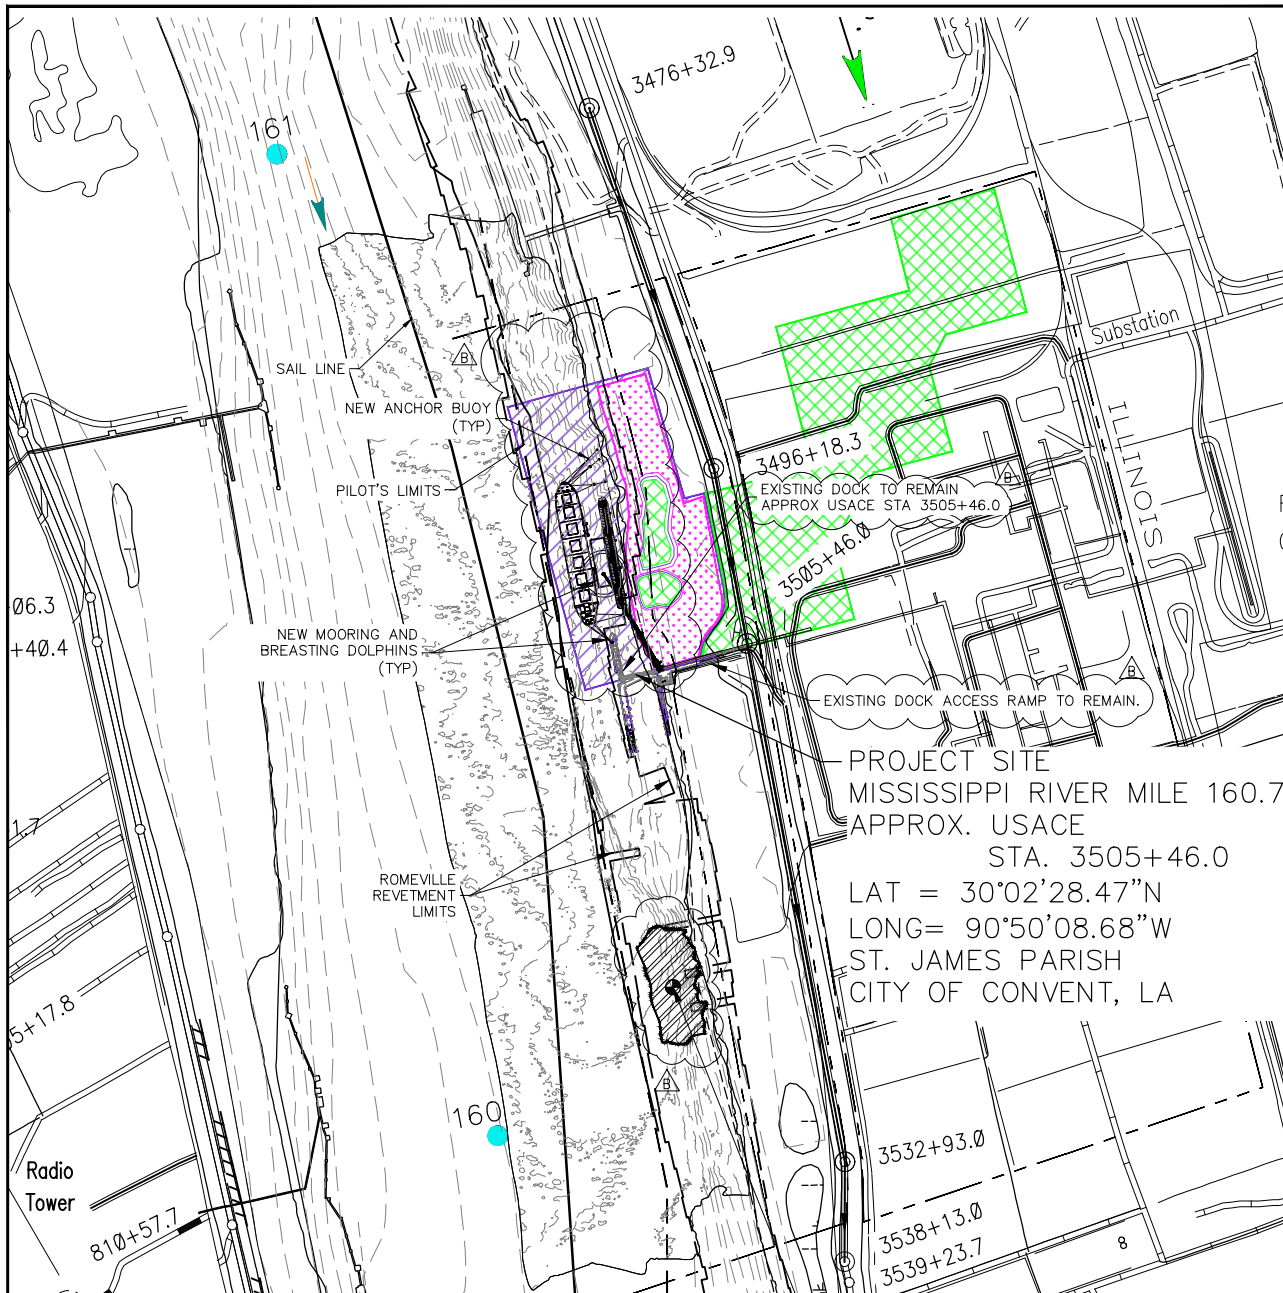 3476+32.9
161
SAIL LINE
B
Substation
NEW ANCHOR BUOY
(TYP)
ILLINOIS
3496+18.3
B
PILOT'S LIMITS
EXISTING DOCK TO REMAIN
APPROX USACE STA 3505+46.0
3505+46.0
06.3
+40.4
NEW MOORING AND
BREASTING DOLPHINS
(TYP)
B
EXISTING DOCK ACCESS RAMP TO REMAIN.
PROJECT SITE
MISSISSIPPI RIVER MILE 160.7
APPROX. USACE
STA. 3505+46.0
LAT = 30°02'28.47"N
LONG= 90°50'08.68"W
ST. JAMES PARISH
CITY OF CONVENT, LA
1.7
ROMEVILLE
REVETMENT
LIMITS
5+17.8
B
160
3532+93.0
Radio
Tower
810+57.7
3538+13.0
3539+23.7
8